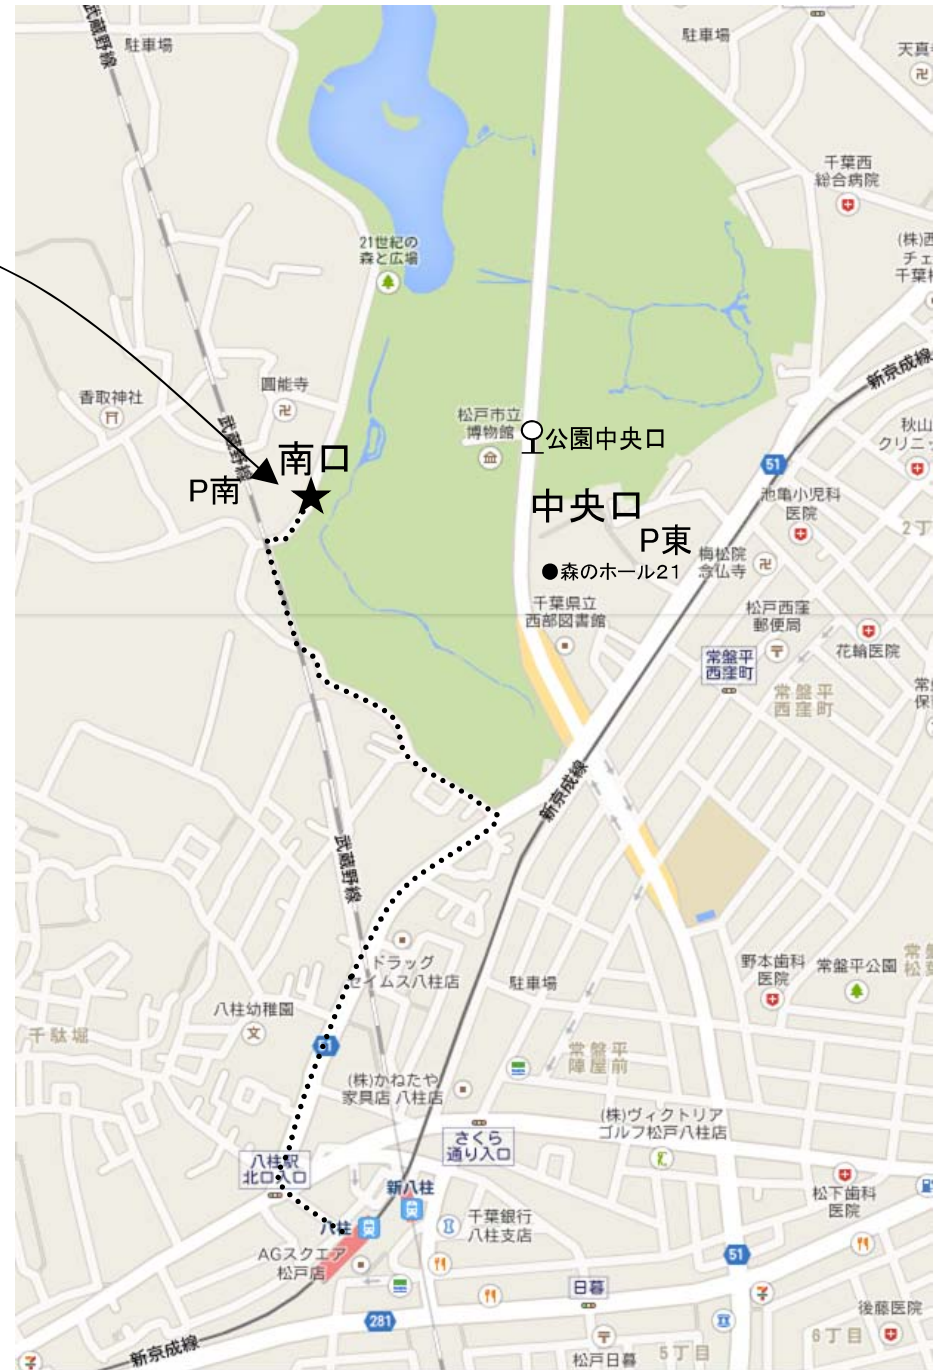 武蔵野線
駐車場
駐車場
天真寺
千葉西
総合病院
21世紀の
森と広場
(株)西
チェ
千葉
新京成線
香取神社
圓能寺
松戸市立
博物館
公園中央口
秋山
クリニッ
武蔵野線
南口
P南
51
中央口
P東
池亀小児科
医院
2丁
梅松院
念仏寺
●森のホール21
千葉県立
西部図書館
松戸西窪
郵便局
花輪医院
常盤平
西窪町
常盤平
西窪町
常
保
新京成線
武蔵野線
ドラッグ
セイムス八柱店
駐車場
野本歯科
医院
常盤平公園
常盤
松葉
八柱幼稚園
文
千駄堀
51
常盤平
陣屋前
(株)かねたや
家具店 八柱店
(株)ヴィクトリア
ゴルフ松戸八柱店
さくら
通り入口
八柱駅
北口入口
新八柱
松下歯科
医院
八柱
千葉銀行
八柱支店
AGスクエア
松戸店
51
日暮
281
後藤医院
新京成線
松戸日暮
5丁目
6丁目